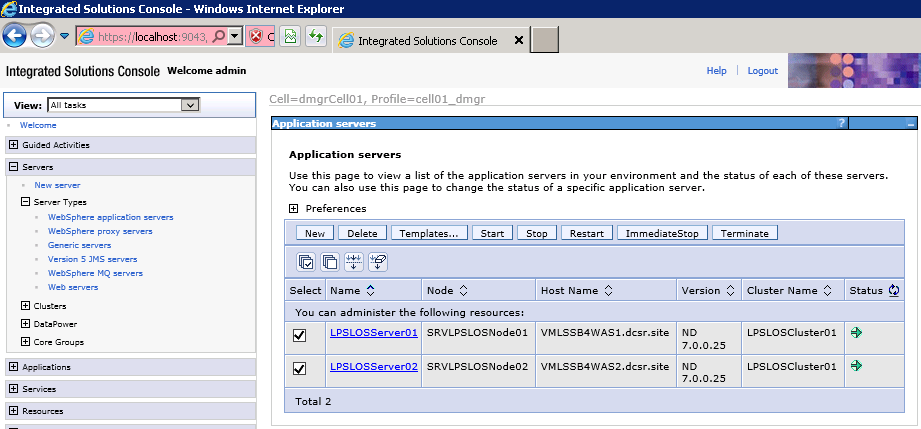 Integrated Solutions Console - Windows Internet Explorer
https://localhost:9043,
C
Integrated Solutions Console
Integrated Solutions Console Welcome admin
Help
Logout
View: All tasks
Welcome
Guided Activities
Servers
New server
Server Types
WebSphere application servers
WebSphere proxy servers
Generic servers
Version 5 JMS servers
WebSphere MQ servers
Web servers
Clusters
DataPower
Core Groups
Applications
Services
Resources
Cell=dmgrCell01, Profile=cell01_dmgr
Application servers ? –
Application servers
Use this page to view a list of the application servers in your environment and the status of each of these servers.
You can also use this page to change the status of a specific application server.
Preferences
New Delete Templates... Start Stop Restart ImmediateStop Terminate
Select Name Node Host Name Version Cluster Name Status
You can administer the following resources:
LPSLOSServer01 SRVLPSLOSNode01 VMLSSB4WAS1.dcsr.site ND LPSLOSCluster01
7.0.0.25
LPSLOSServer02 SRVLPSLOSNode02 VMLSSB4WAS2.dcsr.site ND LPSLOSCluster01
7.0.0.25
Total 2